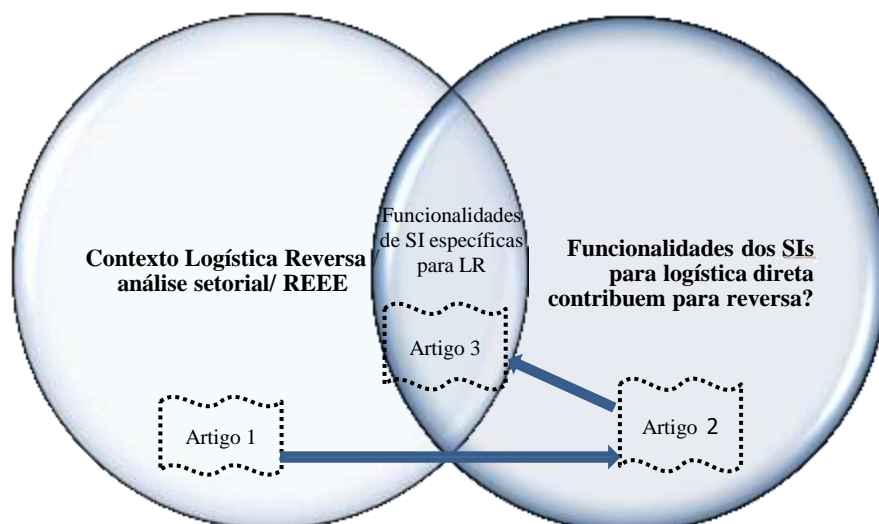 Contexto Logística Reversa /
análise setorial/ REEE
Funcionalidades
de SI específicas
para LR
Funcionalidades dos SIs
para logística direta
contribuem para reversa?
Artigo 3
Artigo 1
Artigo 2